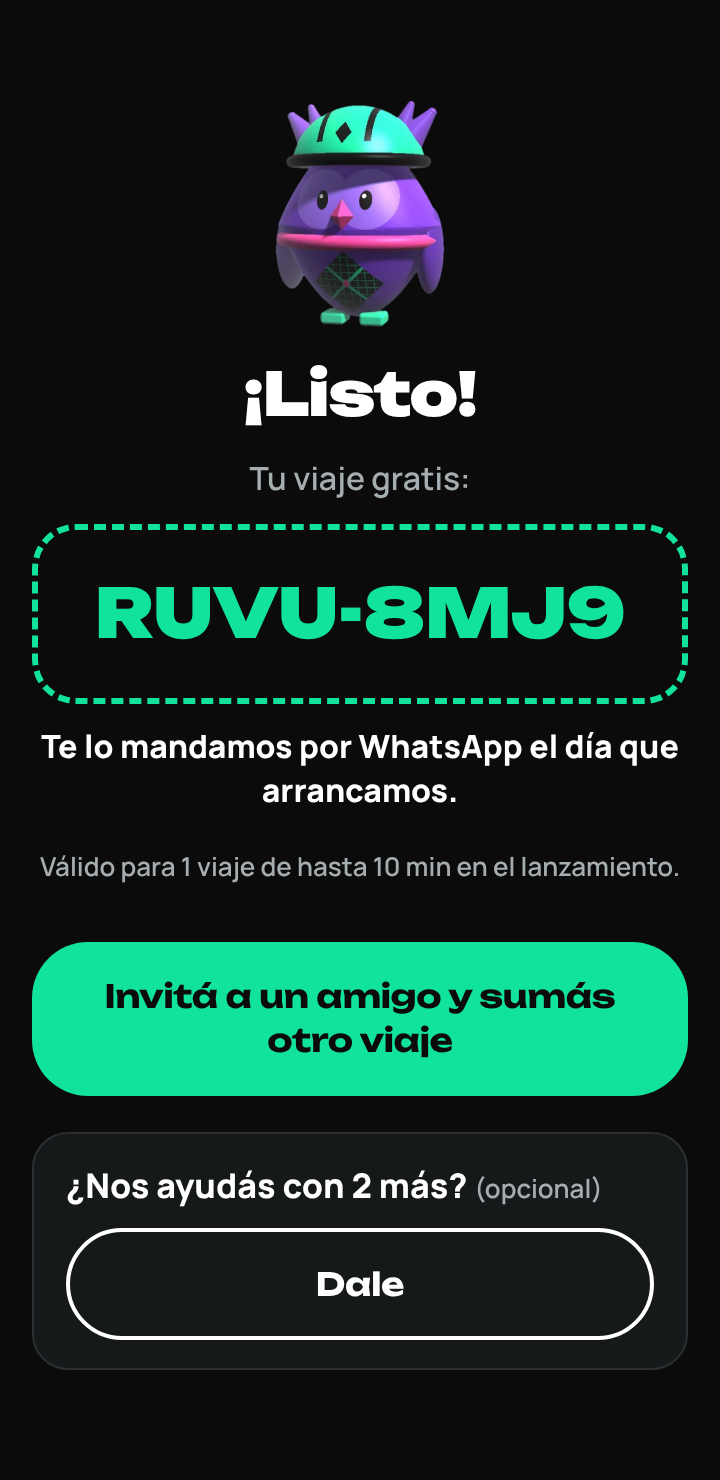 ¡Listo!
Tu viaje gratis:
RUVU-8MJ9
Te lo mandamos por WhatsApp el día que
arrancamos.
Válido para 1 viaje de hasta 10 min en el lanzamiento.
Invitá a un amigo y sumás
otro viaje
¿Nos ayudás con 2 más? (opcional)
Dale